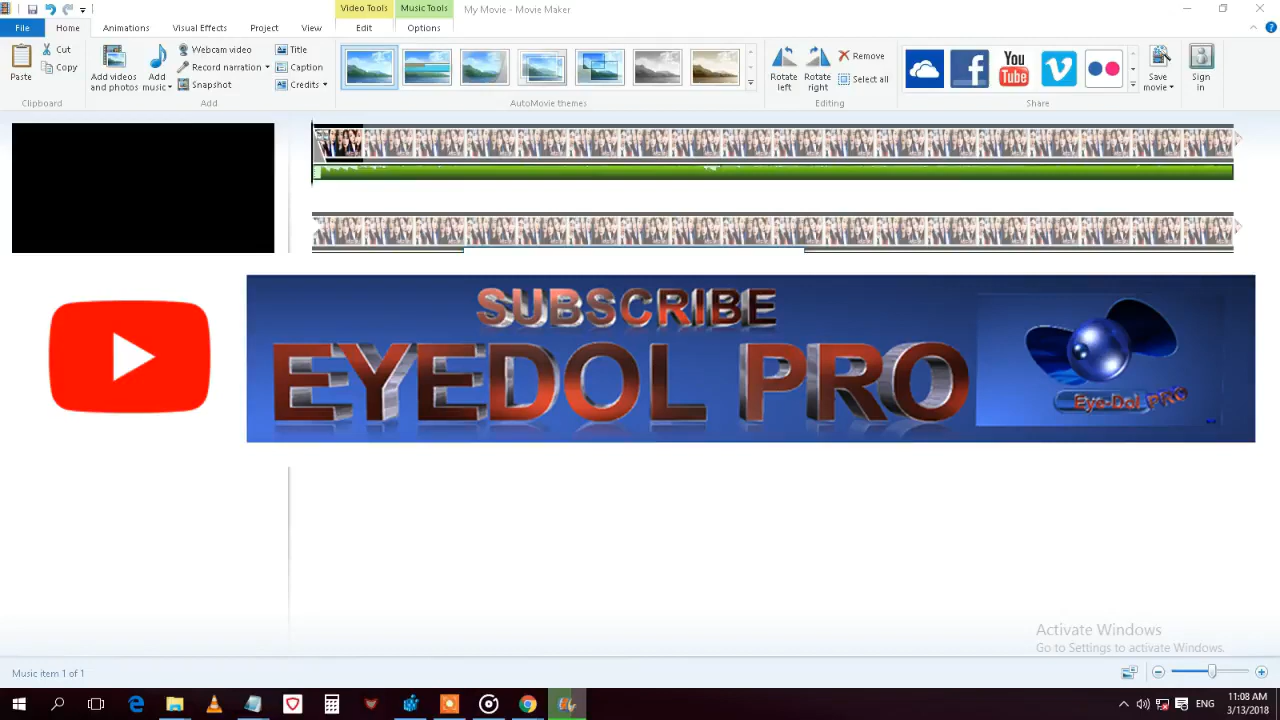 Video Tools
Music Tools
My Movie - Movie Maker
File
Home
Animations
Visual Effects
Project
View
Edit
Options
Paste
Cut
Copy
Clipboard
Add videos and photos
Add music
Webcam video
Record narration
Snapshot
Title
Caption
Credits
Add
AutoMovie themes
Rotate left
Rotate right
Remove
Select all
Editing
You Tube
Share
Save movie
Sign in
SUBSCRIBE
EYEDOL PRO
Eye-Dol PRO
Activate Windows
Go to Settings to activate Windows.
Music item 1 of 1
ENG
11:08 AM
3/13/2018